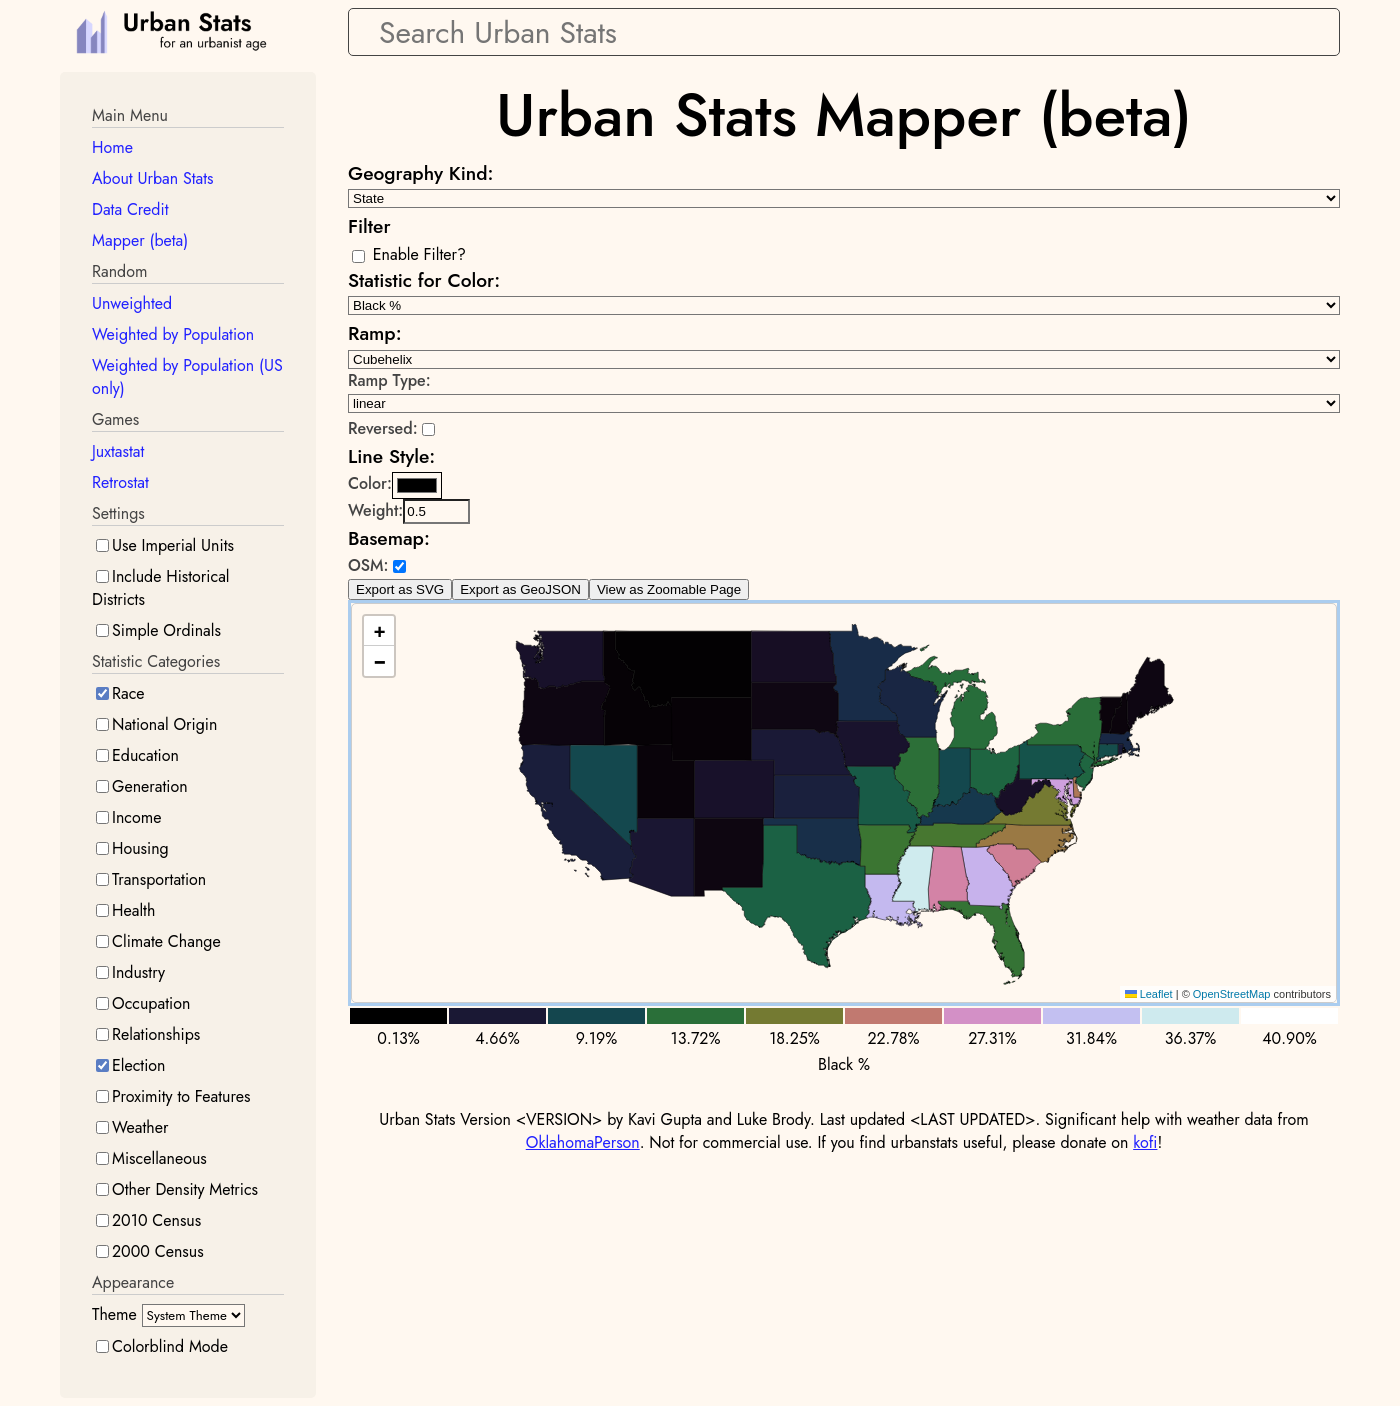 Urban Stats
for an urbanist age
Search Urban Stats
Main Menu
Home
About Urban Stats
Data Credit
Mapper (beta)
Random
Unweighted
Weighted by Population
Weighted by Population (US
only)
Games
Juxtastat
Retrostat
Settings
Use Imperial Units
Include Historical
Districts
Simple Ordinals
Statistic Categories
Race
National Origin
Education
Generation
Income
Housing
Transportation
Health
Climate Change
Industry
Occupation
Relationships
Election
Proximity to Features
Weather
Miscellaneous
Other Density Metrics
2010 Census
2000 Census
Appearance
Theme System Theme
Colorblind Mode
Urban Stats Mapper (beta)
Geography Kind:
State
Filter
Enable Filter?
Statistic for Color:
Black %
Ramp:
Cubehelix
Ramp Type:
linear
Reversed:
Line Style:
Color:
Weight: 0.5
Basemap:
OSM:
Export as SVG Export as GeoJSON View as Zoomable Page
+
−
Leaflet | © OpenStreetMap contributors
0.13% 4.66% 9.19% 13.72% 18.25% 22.78% 27.31% 31.84% 36.37% 40.90%
Black %
Urban Stats Version <VERSION> by Kavi Gupta and Luke Brody. Last updated <LAST UPDATED>. Significant help with weather data from
OklahomaPerson. Not for commercial use. If you find urbanstats useful, please donate on kofi!